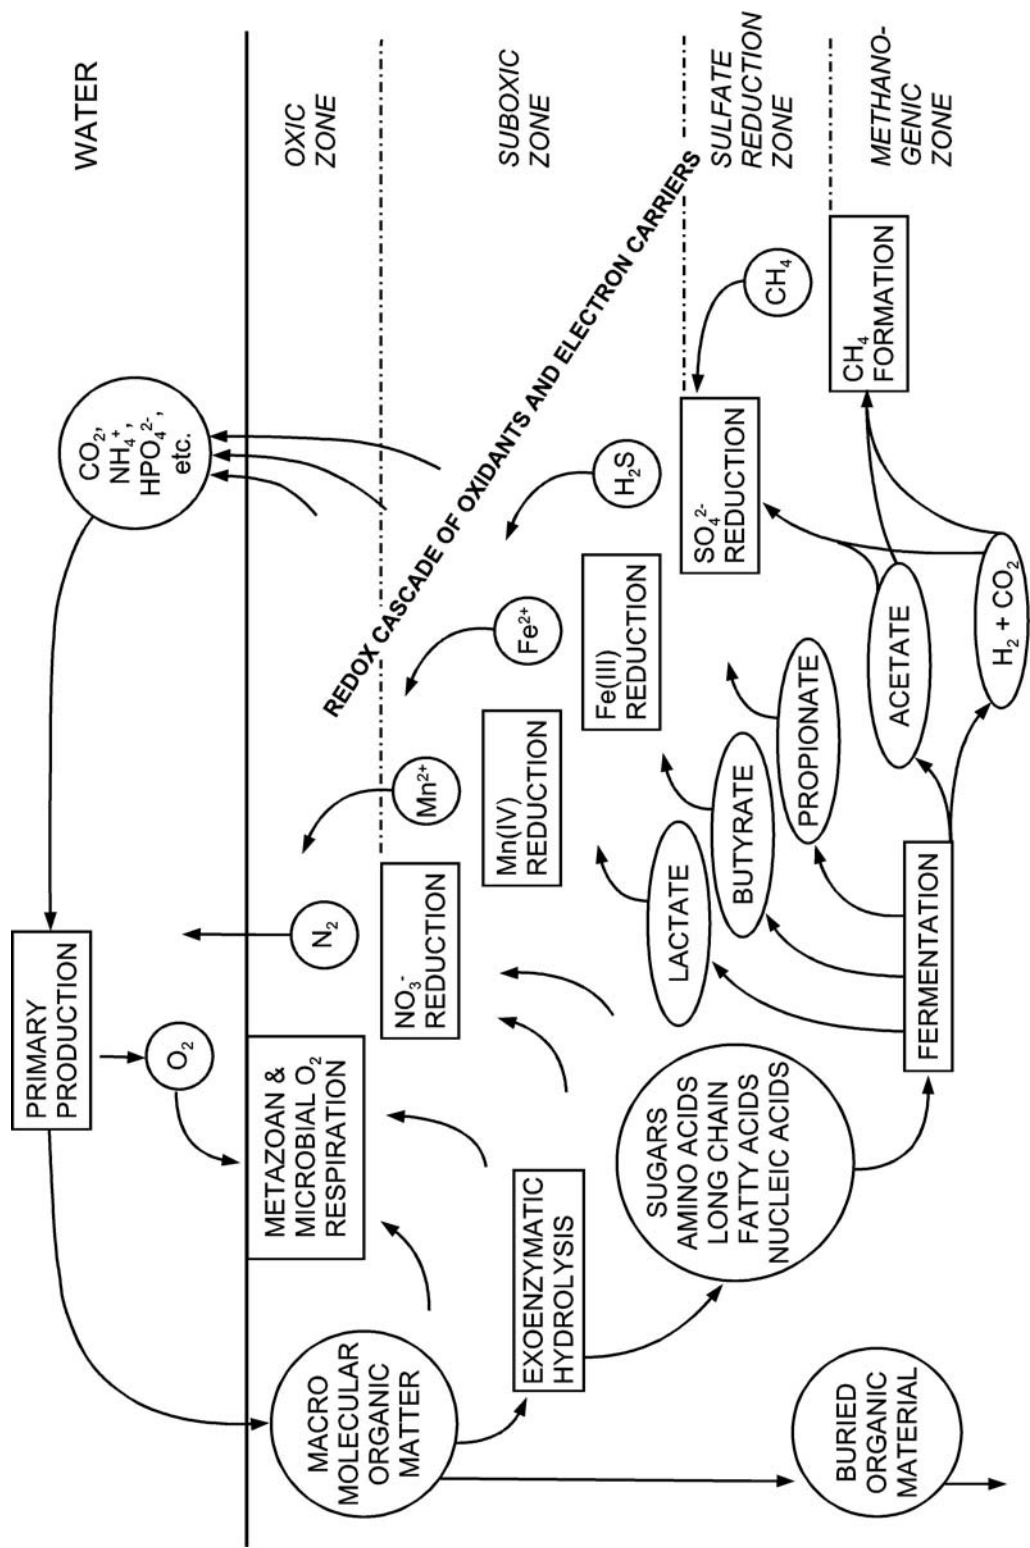 WATER
OXIC
ZONE
SUBOXIC
ZONE
SULFATE
REDUCTION
ZONE
METHANO-
GENIC
ZONE
REDOX CASCADE OF OXIDANTS AND ELECTRON CARRIERS
PRIMARY
PRODUCTION
O₂
CO₂,
NH₄⁺,
HPO₄²⁻,
etc.
METAZOAN &
MICROBIAL O₂
RESPIRATION
N₂
Mn²⁺
Fe²⁺
H₂S
CH₄
NO₃⁻
REDUCTION
Mn(IV)
REDUCTION
Fe(III)
REDUCTION
SO₄²⁻
REDUCTION
CH₄
FORMATION
MACRO
MOLECULAR
ORGANIC
MATTER
EXOENZYMATIC
HYDROLYSIS
SUGARS
AMINO ACIDS
LONG CHAIN
FATTY ACIDS
NUCLEIC ACIDS
LACTATE
BUTYRATE
PROPIONATE
ACETATE
H₂ + CO₂
FERMENTATION
BURIED
ORGANIC
MATERIAL